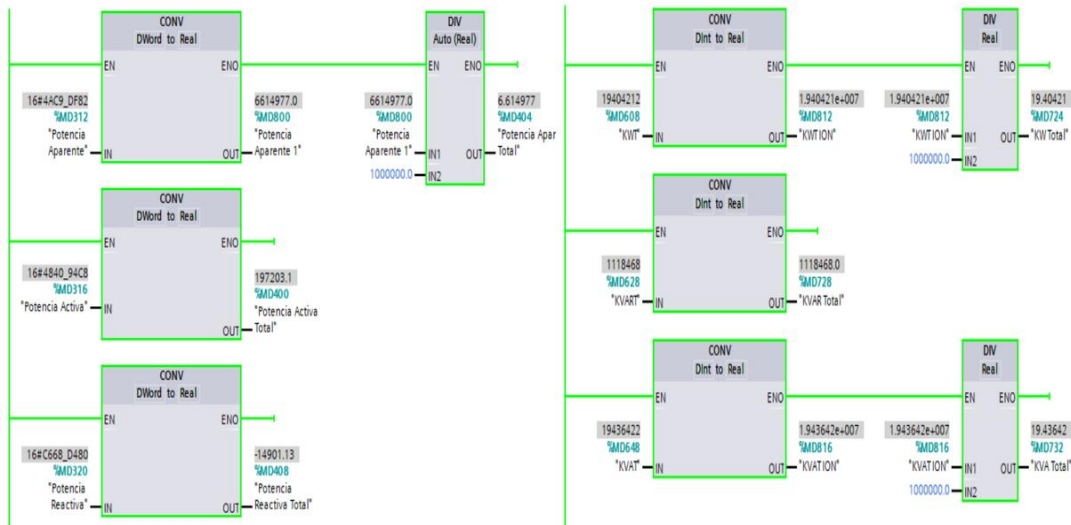 CONV
DWord to Real
EN
ENO
16#4AC9_DF82
%MD312
"Potencia
Aparente"
IN
6614977.0
%MD800
"Potencia
Aparente 1"
OUT
DIV
Auto (Real)
EN
ENO
6614977.0
%MD800
"Potencia
Aparente 1"
IN1
1000000.0
IN2
6.614977
%MD404
"Potencia Apar
Total"
OUT
CONV
DWord to Real
EN
ENO
16#4840_94C8
%MD316
"Potencia Activa"
IN
197203.1
%MD400
"Potencia Activa
Total"
OUT
CONV
DWord to Real
EN
ENO
16#C668_D480
%MD320
"Potencia
Reactiva"
IN
-14901.13
%MD408
"Potencia
Reactiva Total"
OUT
CONV
Dint to Real
EN
ENO
19404212
%MD608
"KWT"
IN
1.940421e+007
%MD812
"KWTION"
OUT
DIV
Real
EN
ENO
1.940421e+007
%MD812
"KWTION"
IN1
1000000.0
IN2
19.40421
%MD724
"KW Total"
OUT
CONV
Dint to Real
EN
ENO
1118468
%MD628
"KVART"
IN
1118468.0
%MD728
"KVAR Total"
OUT
CONV
Dint to Real
EN
ENO
19436422
%MD648
"KVAT"
IN
1.943642e+007
%MD816
"KVATION"
OUT
DIV
Real
EN
ENO
1.943642e+007
%MD816
"KVATION"
IN1
1000000.0
IN2
19.43642
%MD732
"KVA Total"
OUT